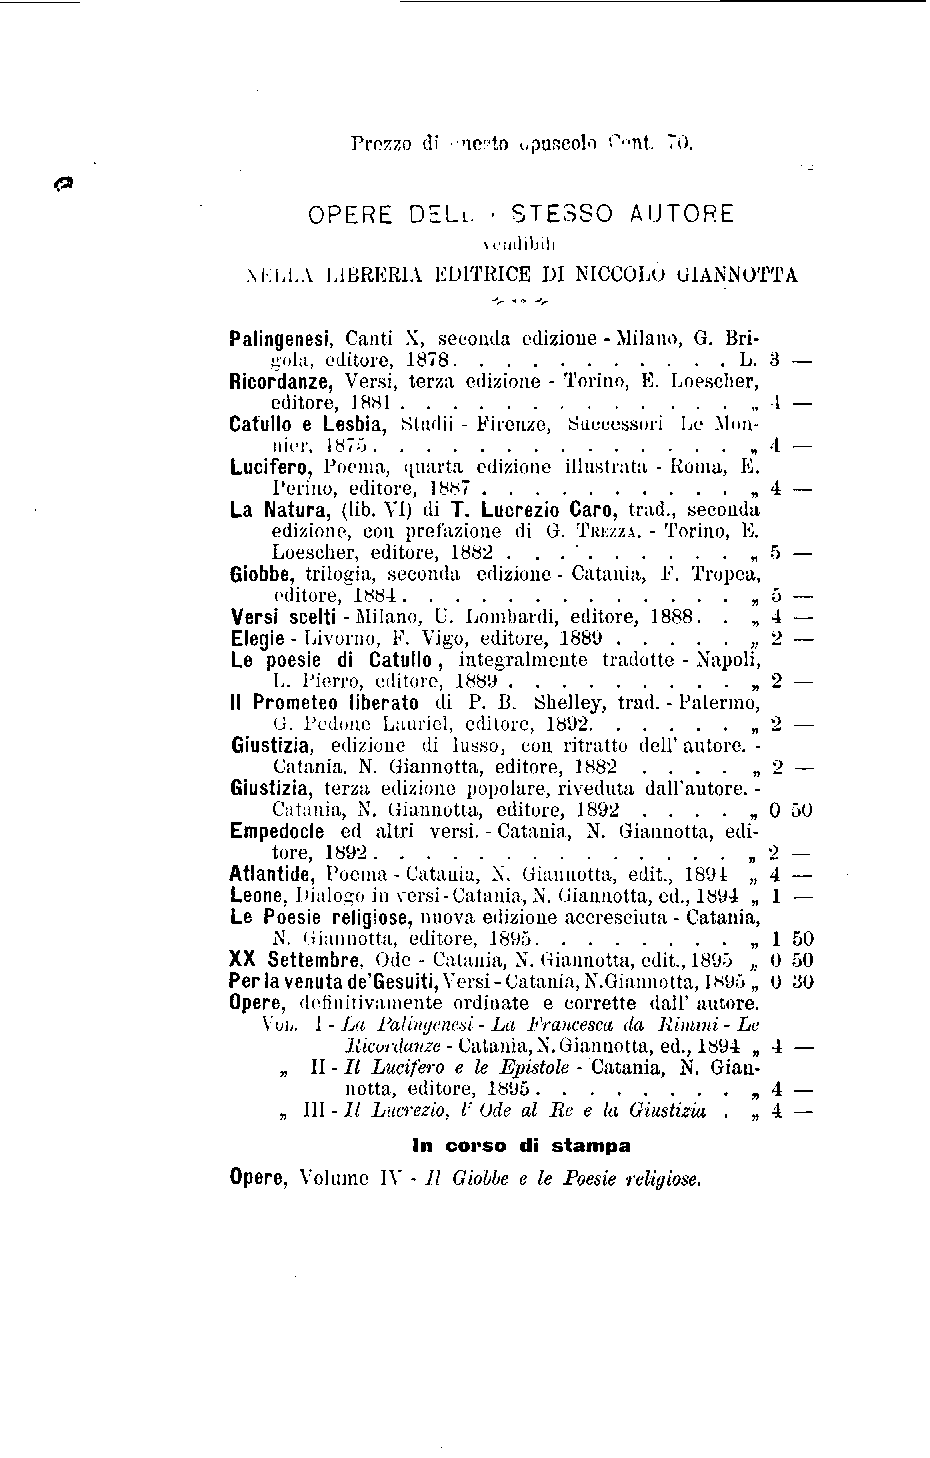 Prezzo di questo opuscolo Cent. 70.
OPERE DELLO STESSO AUTORE
vendibili
NELLA LIBRERIA EDITRICE DI NICCOLÒ GIANNOTTA
Palingenesi, Canti X, seconda edizione - Milano, G. Bri-
gola, editore, 1878. . . . . . . . . . . L. 3 —
Ricordanze, Versi, terza edizione - Torino, E. Loescher,
editore, 1881 . . . . . . . . . . . . . „ 4 —
Catullo e Lesbia, Studii - Firenze, Successori Le Mon-
nier, 1875. . . . . . . . . . . . . . „ 4 —
Lucifero, Poema, quarta edizione illustrata - Roma, E.
Perino, editore, 1887 . . . . . . . . . . „ 4 —
La Natura, (lib. VI) di T. Lucrezio Caro, trad., seconda
edizione, con prefazione di G. TREZZA. - Torino, E.
Loescher, editore, 1882 . . . . . . . . . „ 5 —
Giobbe, trilogia, seconda edizione - Catania, F. Tropea,
editore, 1884. . . . . . . . . . . . . „ 5 —
Versi scelti - Milano, U. Lombardi, editore, 1888. . „ 4 —
Elegie - Livorno, F. Vigo, editore, 1889 . . . . . „ 2 —
Le poesie di Catullo , integralmente tradotte - Napoli,
L. Pierro, editore, 1889 . . . . . . . . . „ 2 —
Il Prometeo liberato di P. B. Shelley, trad. - Palermo,
G. Pedone Lauriel, editore, 1892. . . . . . „ 2 —
Giustizia, edizione di lusso, con ritratto dell' autore. -
Catania, N. Giannotta, editore, 1882 . . . . „ 2 —
Giustizia, terza edizione popolare, riveduta dall'autore. -
Catania, N. Giannotta, editore, 1892 . . . . „ 0 50
Empedocle ed altri versi. - Catania, N. Giannotta, edi-
tore, 1892. . . . . . . . . . . . . . „ 2 —
Atlantide, Poema - Catania, N. Giannotta, edit., 1894 „ 4 —
Leone, Dialogo in versi - Catania, N. Giannotta, ed., 1894 „ 1 —
Le Poesie religiose, nuova edizione accresciuta - Catania,
N. Giannotta, editore, 1895. . . . . . . . „ 1 50
XX Settembre, Ode - Catania, N. Giannotta, edit., 1895 „ 0 50
Per la venuta de'Gesuiti, Versi - Catania, N.Giannotta, 1895 „ 0 30
Opere, definitivamente ordinate e corrette dall' autore.
VOL. I - La Palingenesi - La Francesca da Rimini - Le
Ricordanze - Catania, N. Giannotta, ed., 1894 „ 4 —
„ II - Il Lucifero e le Epistole - Catania, N. Gian-
notta, editore, 1895. . . . . . . . „ 4 —
„ III - Il Lucrezio, l' Ode al Re e la Giustizia . „ 4 —
In corso di stampa
Opere, Volume IV - Il Giobbe e le Poesie religiose.